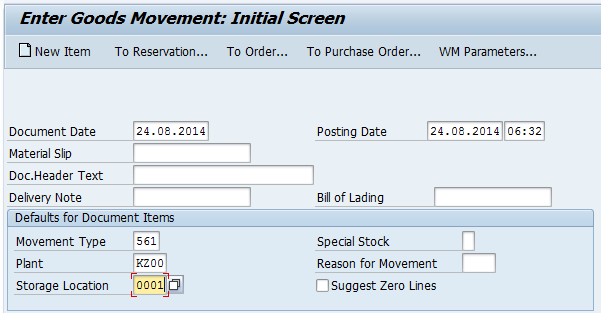 Enter Goods Movement: Initial Screen
New Item To Reservation... To Order... To Purchase Order... WM Parameters...
Document Date 24.08.2014 Posting Date 24.08.2014 06:32
Material Slip
Doc.Header Text
Delivery Note Bill of Lading
Defaults for Document Items
Movement Type 561 Special Stock
Plant KZ00 Reason for Movement
Storage Location 0001 Suggest Zero Lines